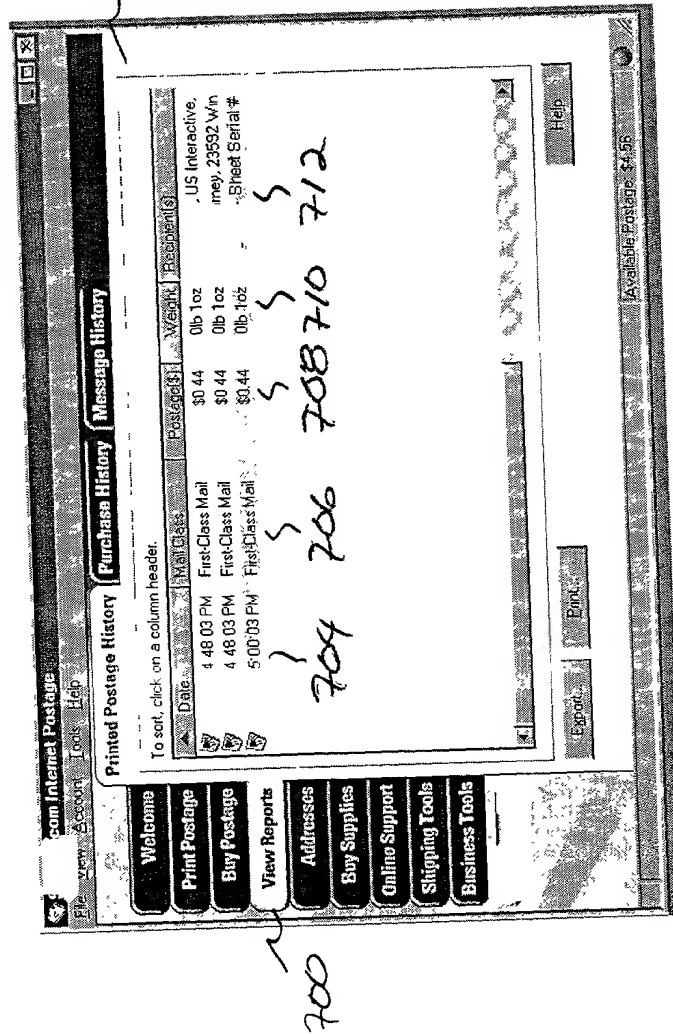 com Internet Postage
File View Account Tools Help
Printed Postage History Purchase History Message History
Welcome
Print Postage
Buy Postage
View Reports
Addresses
Buy Supplies
Online Support
Shipping Tools
Business Tools
To sort, click on a column header.
Date Mail Class Postage($) Weight Recipient(s)
4 48 03 PM First-Class Mail $0 44 0lb 1oz , US Interactive,
4 48 03 PM First-Class Mail $0 44 0lb 1oz rney, 23592 Win
5:00:03 PM First-Class Mail $0.44 0lb 1oz - Sheet Serial #
704 706 708 710 712
Export... Print... Help
Available Postage: $4.56
700